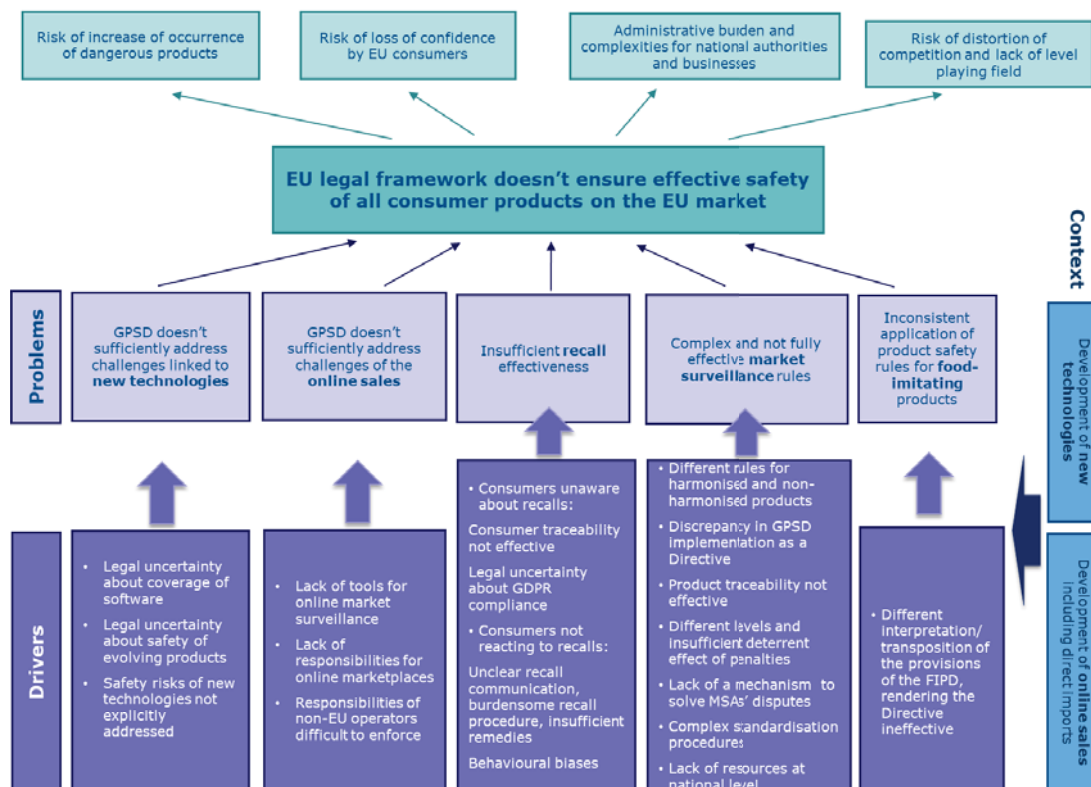 Risk of increase of occurrence
of dangerous products
Risk of loss of confidence
by EU consumers
Administrative burden and
complexities for national authorities
and businesses
Risk of distortion of
competition and lack of level
playing field
EU legal framework doesn't ensure effective safety
of all consumer products on the EU market
Context
Problems
GPSD doesn't
sufficiently address
challenges linked to
new technologies
GPSD doesn't
sufficiently address
challenges of the
online sales
Insufficient recall
effectiveness
Complex and not fully
effective market
surveillance rules
Inconsistent
application of
product safety
rules for food-
imitating
products
Development of new
technologies
Drivers
• Legal uncertainty
about coverage of
software
• Legal uncertainty
about safety of
evolving products
• Safety risks of new
technologies not
explicitly
addressed
• Lack of tools for
online market
surveillance
• Lack of
responsibilities for
online marketplaces
• Responsibilities of
non-EU operators
difficult to enforce
• Consumers unaware
about recalls:
Consumer traceability
not effective
Legal uncertainty
about GDPR
compliance
• Consumers not
reacting to recalls:
Unclear recall
communication,
burdensome recall
procedure, insufficient
remedies
Behavioural biases
• Different rules for
harmonised and non-
harmonised products
• Discrepancy in GPSD
implementation as a
Directive
• Product traceability not
effective
• Different levels and
insufficient deterrent
effect of penalties
• Lack of a mechanism to
solve MSAs' disputes
• Complex standardisation
procedures
• Lack of resources at
national level
• Different
interpretation/
transposition of
the provisions
of the FIPD,
rendering the
Directive
ineffective
Development of online sales
including direct imports